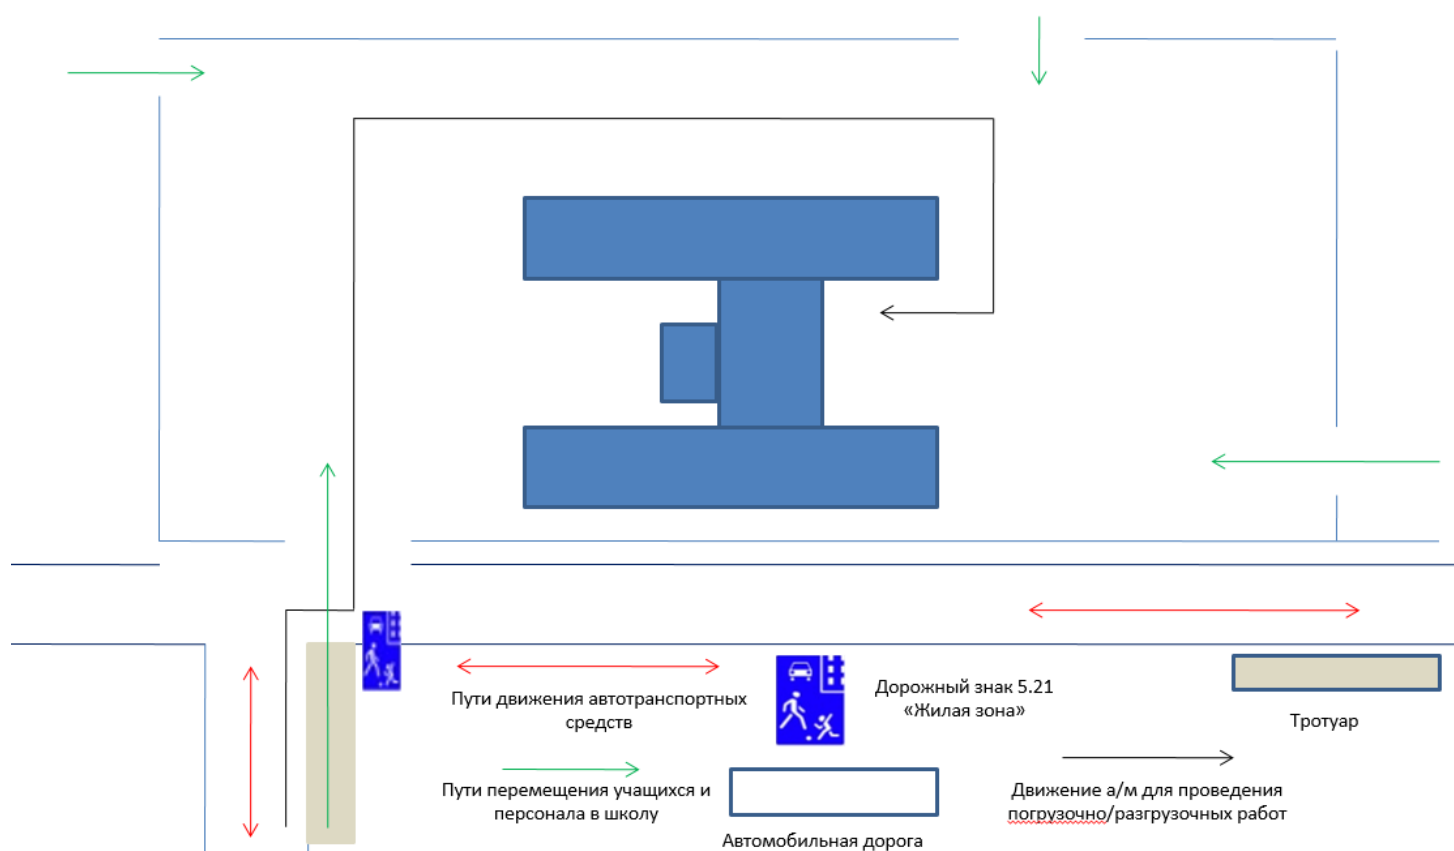 Пути движения автотранспортных
средств
Дорожный знак 5.21
«Жилая зона»
Тротуар
Пути перемещения учащихся и
персонала в школу
Автомобильная дорога
Движение а/м для проведения
погрузочно/разгрузочных работ